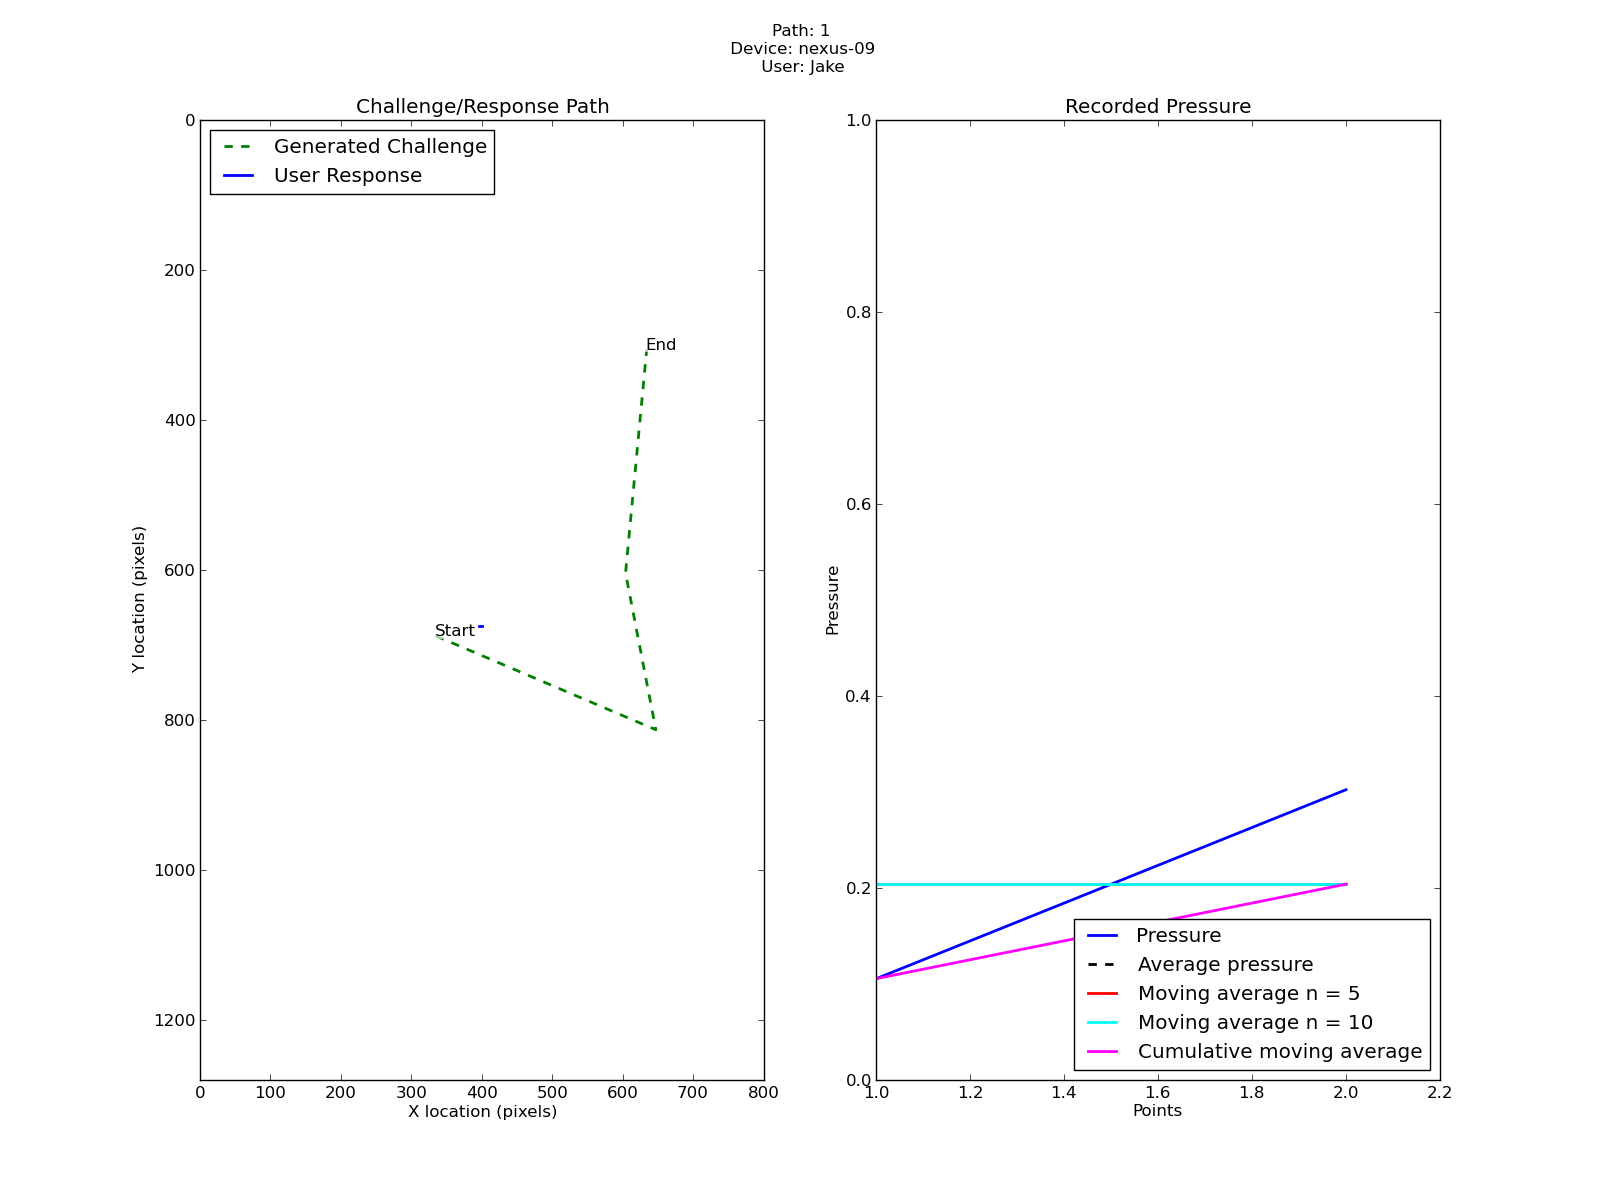 Path: 1
Device: nexus-09
User: Jake
Challenge/Response Path
Generated Challenge
User Response
0
200
400
600
800
1000
1200
Y location (pixels)
End
Start
0 100 200 300 400 500 600 700 800
X location (pixels)
Recorded Pressure
1.0
0.8
0.6
0.4
0.2
0.0
Pressure
Pressure
Average pressure
Moving average n = 5
Moving average n = 10
Cumulative moving average
1.0 1.2 1.4 1.6 1.8 2.0 2.2
Points